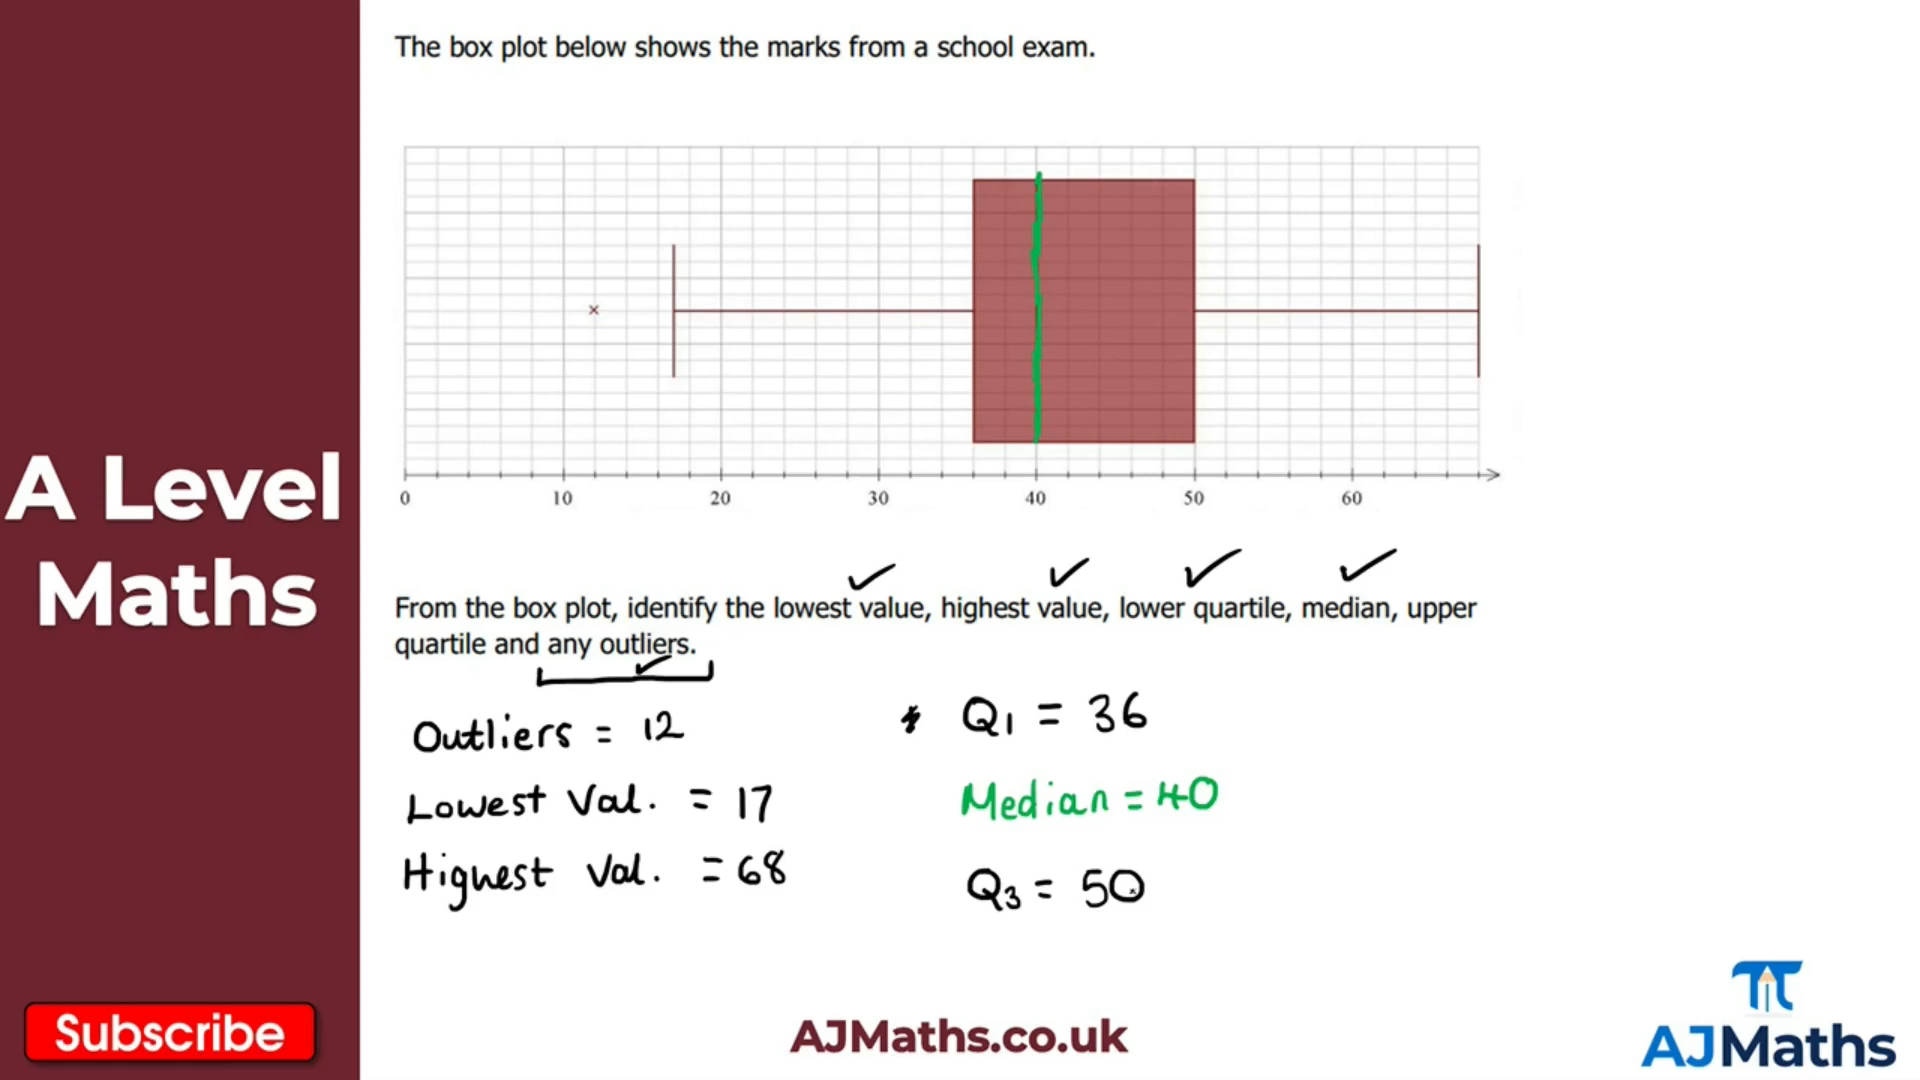 The box plot below shows the marks from a school exam.
0 10 20 30 40 50 60
A Level
Maths
From the box plot, identify the lowest value, highest value, lower quartile, median, upper
quartile and any outliers.
Outliers = 12
Lowest Val. = 17
Highest Val. = 68
* Q1 = 36
Median = 40
Q3 = 50
Subscribe
AJMaths.co.uk
AJMaths